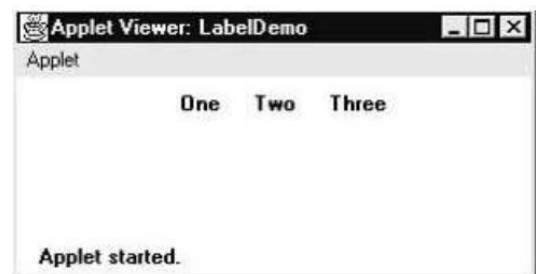 Applet Viewer: LabelDemo
Applet
One Two Three
Applet started.